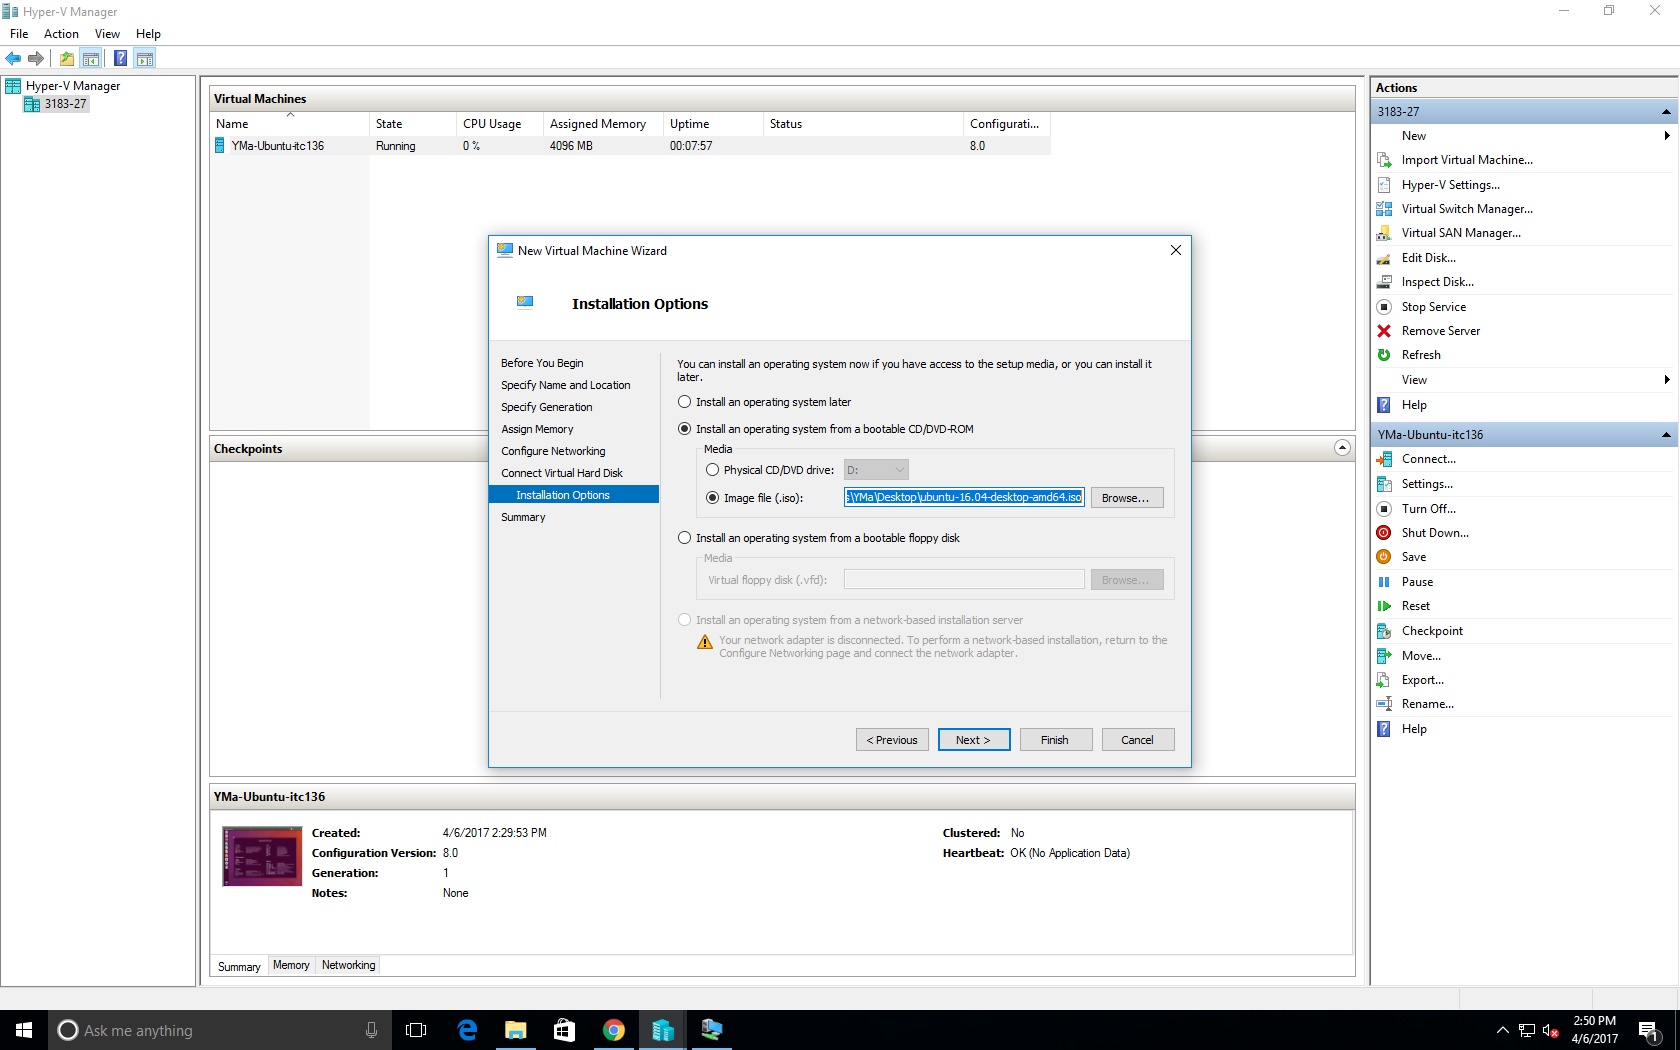 Hyper-V Manager
File Action View Help
Hyper-V Manager
3183-27
Virtual Machines
Name State CPU Usage Assigned Memory Uptime Status Configurati...
YMa-Ubuntu-itc136 Running 0 % 4096 MB 00:07:57 8.0
Checkpoints
New Virtual Machine Wizard
Installation Options
Before You Begin
Specify Name and Location
Specify Generation
Assign Memory
Configure Networking
Connect Virtual Hard Disk
Installation Options
Summary
You can install an operating system now if you have access to the setup media, or you can install it
later.
Install an operating system later
Install an operating system from a bootable CD/DVD-ROM
Media
Physical CD/DVD drive: D:
Image file (.iso): s\YMa\Desktop\ubuntu-16.04-desktop-amd64.iso Browse...
Install an operating system from a bootable floppy disk
Media
Virtual floppy disk (.vfd): Browse...
Install an operating system from a network-based installation server
Your network adapter is disconnected. To perform a network-based installation, return to the
Configure Networking page and connect the network adapter.
< Previous Next > Finish Cancel
YMa-Ubuntu-itc136
Created: 4/6/2017 2:29:53 PM Clustered: No
Configuration Version: 8.0 Heartbeat: OK (No Application Data)
Generation: 1
Notes: None
Summary Memory Networking
Actions
3183-27
New
Import Virtual Machine...
Hyper-V Settings...
Virtual Switch Manager...
Virtual SAN Manager...
Edit Disk...
Inspect Disk...
Stop Service
Remove Server
Refresh
View
Help
YMa-Ubuntu-itc136
Connect...
Settings...
Turn Off...
Shut Down...
Save
Pause
Reset
Checkpoint
Move...
Export...
Rename...
Help
Ask me anything
2:50 PM
4/6/2017
1